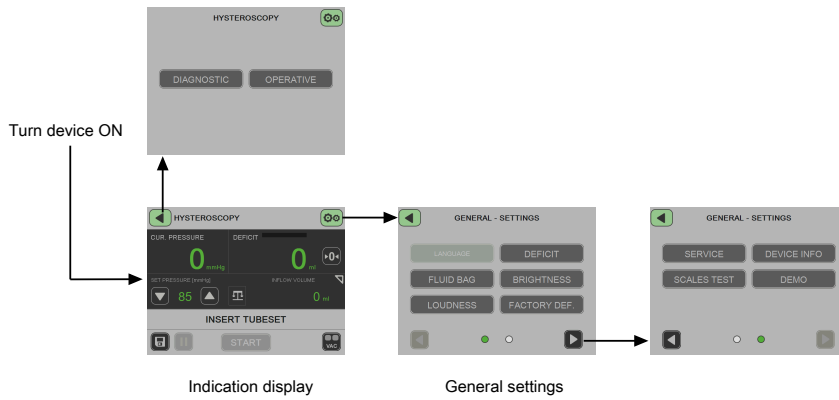 HYSTEROSCOPY
DIAGNOSTIC OPERATIVE
Turn device ON
HYSTEROSCOPY
CUR. PRESSURE DEFICIT
0 mmHg 0 ml ▸0◂
SET PRESSURE [mmHg] INFLOW VOLUME
85 0 ml
INSERT TUBESET
START VAC
Indication display
GENERAL - SETTINGS
LANGUAGE DEFICIT
FLUID BAG BRIGHTNESS
LOUDNESS FACTORY DEF.
General settings
GENERAL - SETTINGS
SERVICE DEVICE INFO
SCALES TEST DEMO